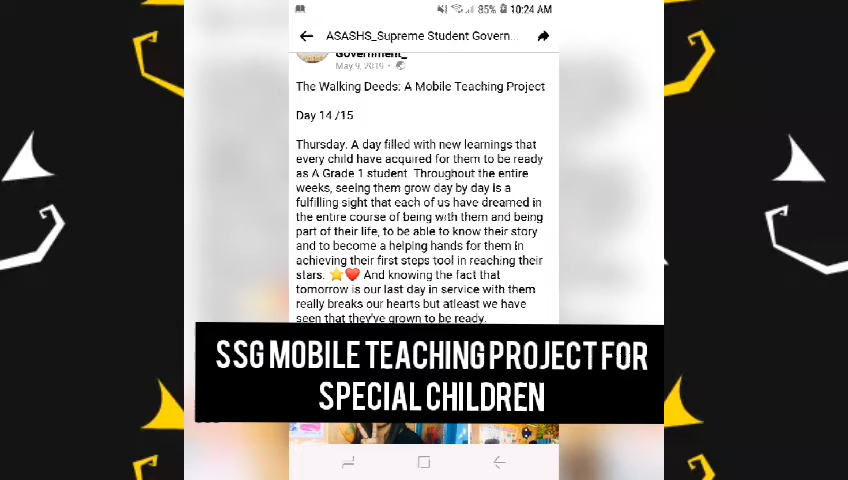 85% 10:24 AM
ASASHS_Supreme Student Govern...
Government_
May 9, 2019
The Walking Deeds: A Mobile Teaching Project
Day 14 /15
Thursday. A day filled with new learnings that
every child have acquired for them to be ready
as A Grade 1 student. Throughout the entire
weeks, seeing them grow day by day is a
fulfilling sight that each of us have dreamed in
the entire course of being with them and being
part of their life, to be able to know their story
and to become a helping hands for them in
achieving their first steps tool in reaching their
stars. ⭐❤️ And knowing the fact that
tomorrow is our last day in service with them
really breaks our hearts but atleast we have
seen that they've grown to be ready.
SSG MOBILE TEACHING PROJECT FOR
SPECIAL CHILDREN